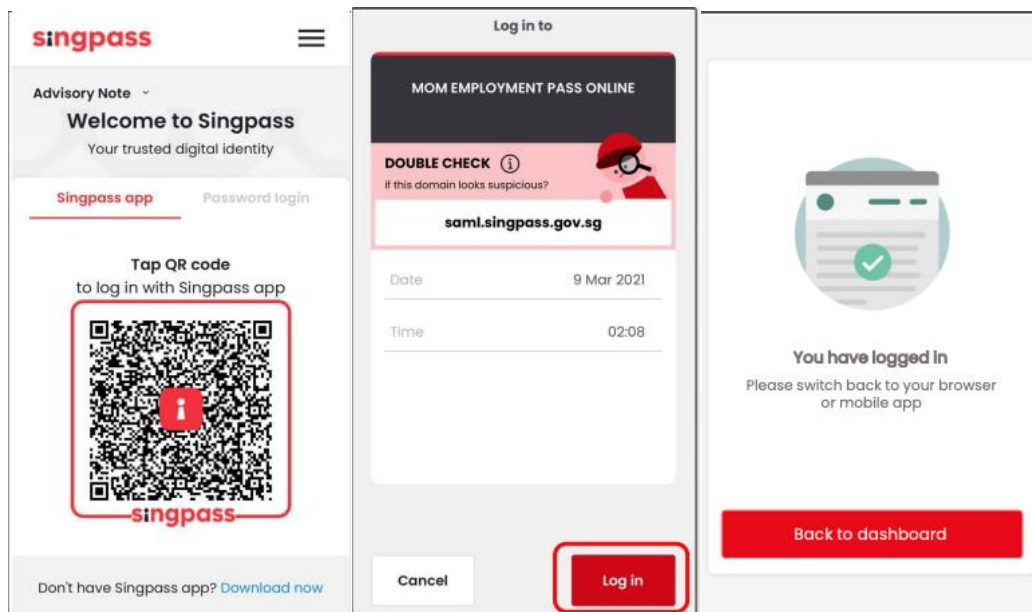 singpass
Advisory Note
Welcome to Singpass
Your trusted digital identity
Singpass app
Password login
Tap QR code
to log in with Singpass app
singpass
Don't have Singpass app? Download now
Log in to
MOM EMPLOYMENT PASS ONLINE
DOUBLE CHECK
if this domain looks suspicious?
saml.singpass.gov.sg
Date 9 Mar 2021
Time 02:08
Cancel
Log in
You have logged in
Please switch back to your browser
or mobile app
Back to dashboard